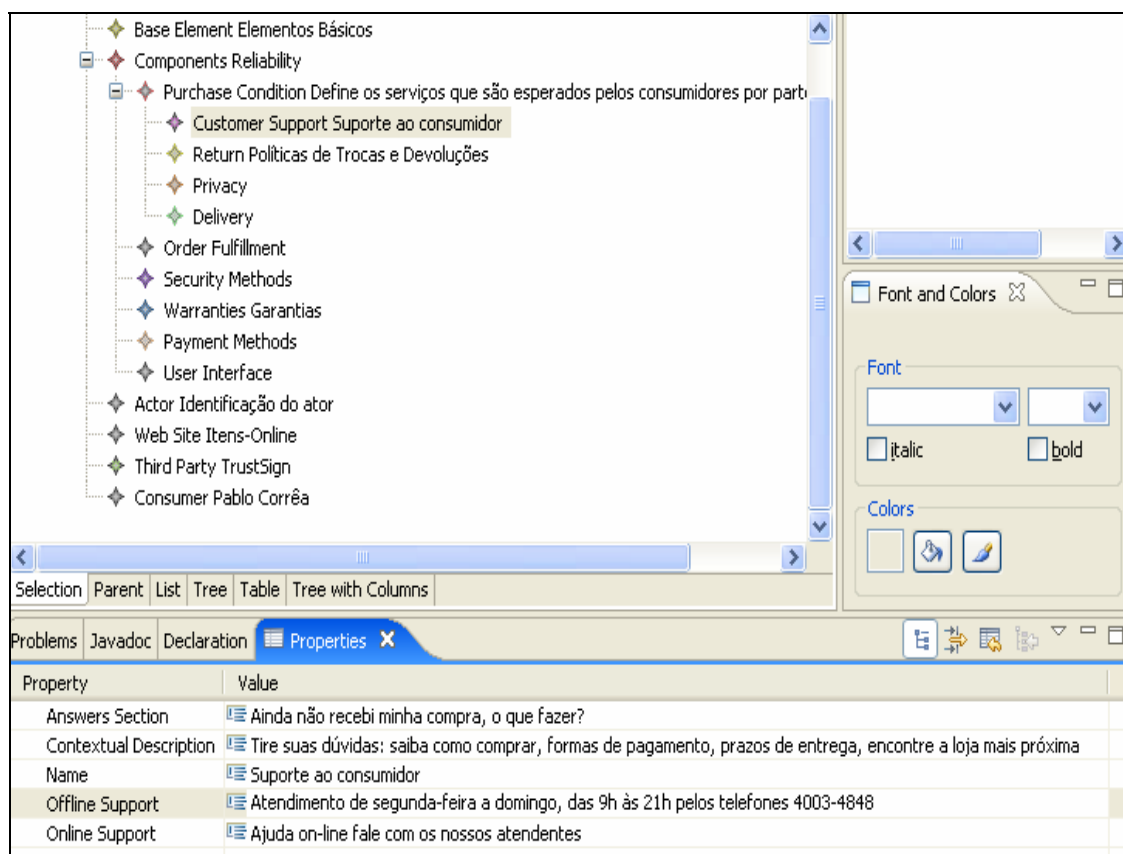 Base Element Elementos Básicos
Components Reliability
Purchase Condition Define os serviços que são esperados pelos consumidores por parte
Customer Support Suporte ao consumidor
Return Políticas de Trocas e Devoluções
Privacy
Delivery
Order Fulfillment
Security Methods
Warranties Garantias
Payment Methods
User Interface
Actor Identificação do ator
Web Site Itens-Online
Third Party TrustSign
Consumer Pablo Corrêa
Selection Parent List Tree Table Tree with Columns
Font and Colors
Font
italic bold
Colors
Problems Javadoc Declaration Properties
Property Value
Answers Section Ainda não recebi minha compra, o que fazer?
Contextual Description Tire suas dúvidas: saiba como comprar, formas de pagamento, prazos de entrega, encontre a loja mais próxima
Name Suporte ao consumidor
Offline Support Atendimento de segunda-feira a domingo, das 9h às 21h pelos telefones 4003-4848
Online Support Ajuda on-line fale com os nossos atendentes